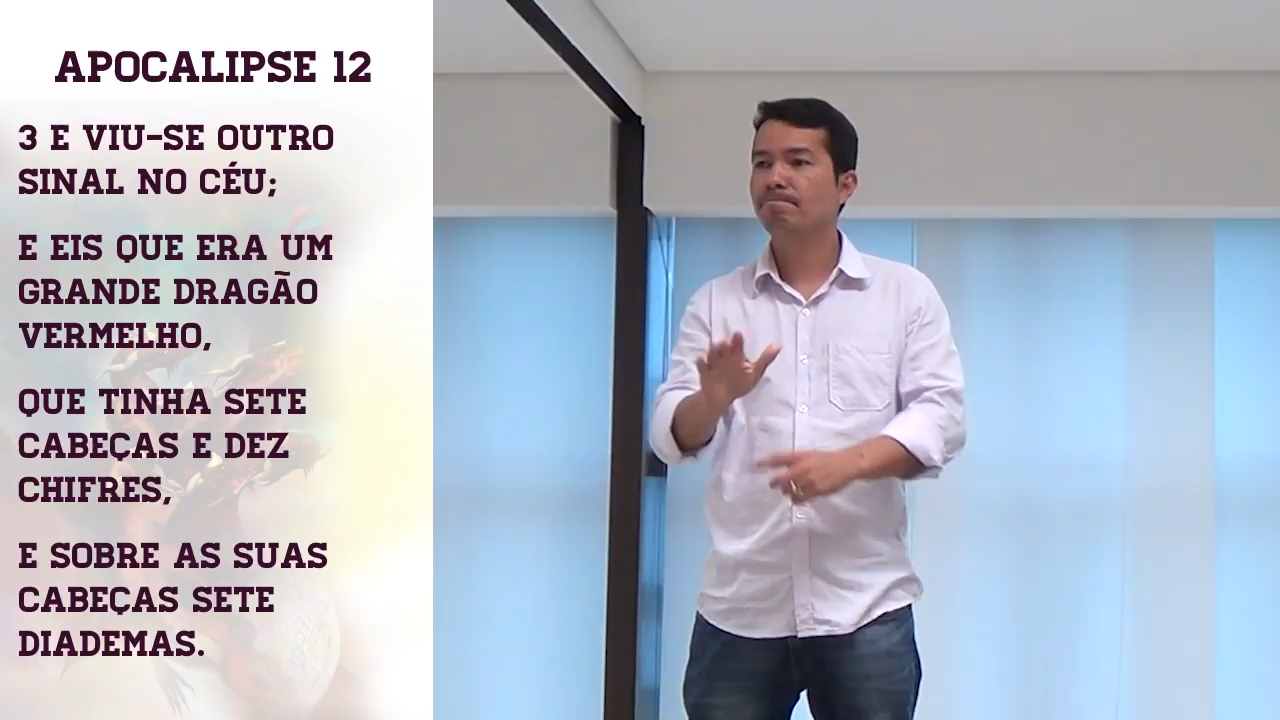 APOCALIPSE 12
3 E VIU-SE OUTRO
SINAL NO CÉU;
E EIS QUE ERA UM
GRANDE DRAGÃO
VERMELHO,
QUE TINHA SETE
CABEÇAS E DEZ
CHIFRES,
E SOBRE AS SUAS
CABEÇAS SETE
DIADEMAS.